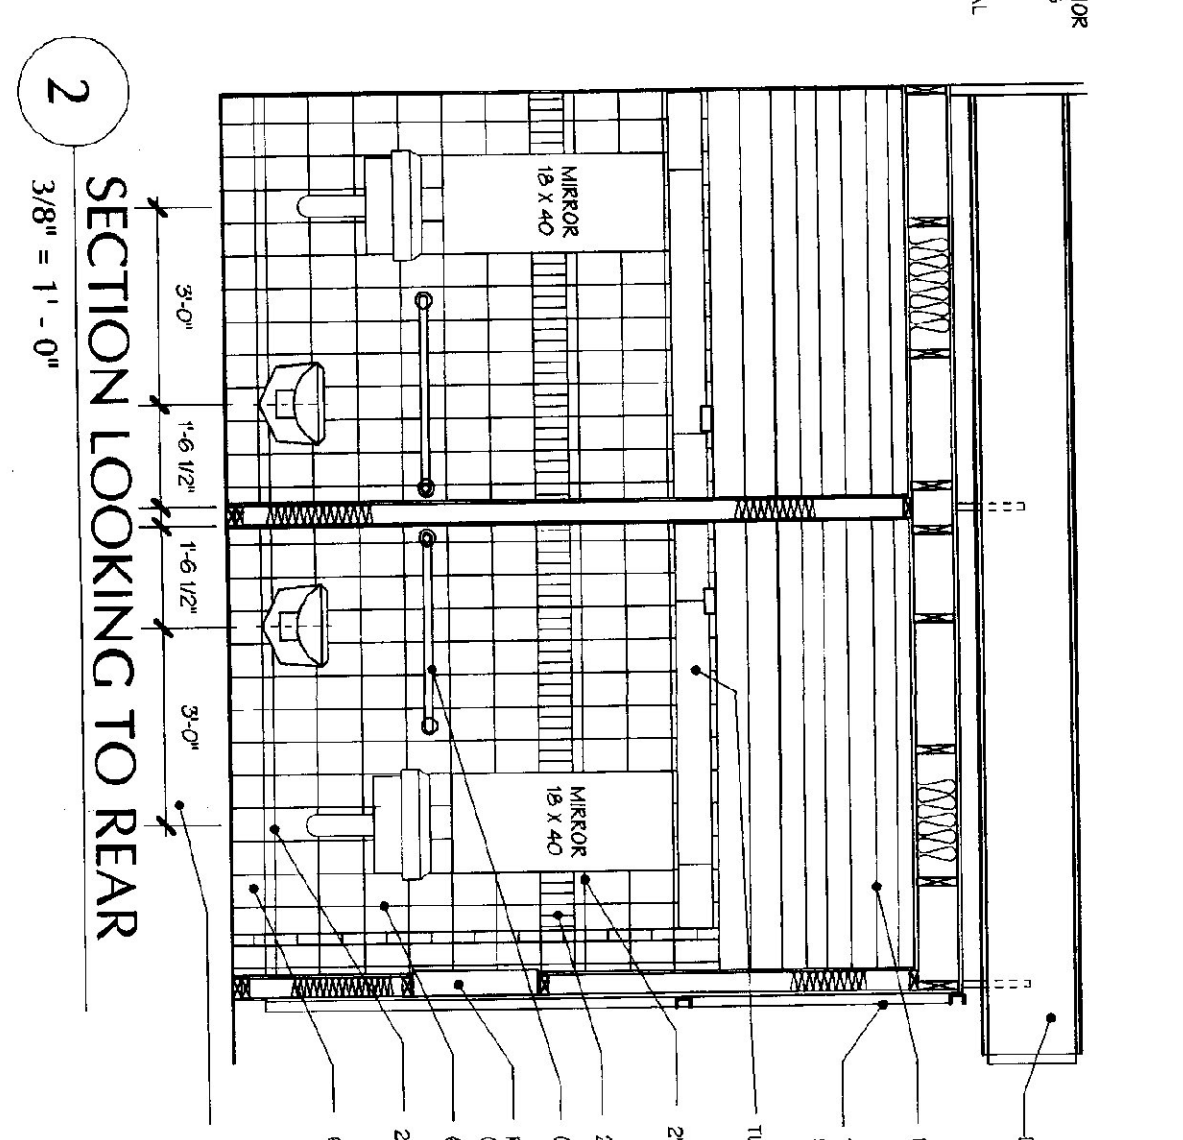 2
SECTION LOOKING TO REAR
3/8" = 1' - 0"
3'-0"
1'-6 1/2"
1'-6 1/2"
3'-0"
MIRROR
18 X 40
MIRROR
18 X 40